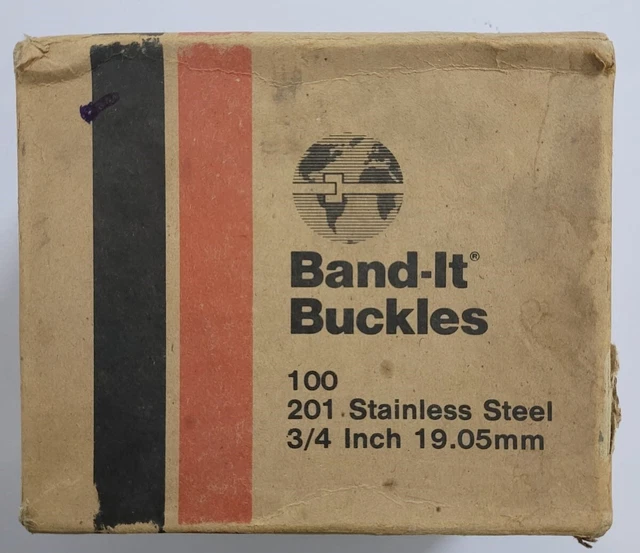 Band-It®
Buckles
100
201 Stainless Steel
3/4 Inch 19.05mm